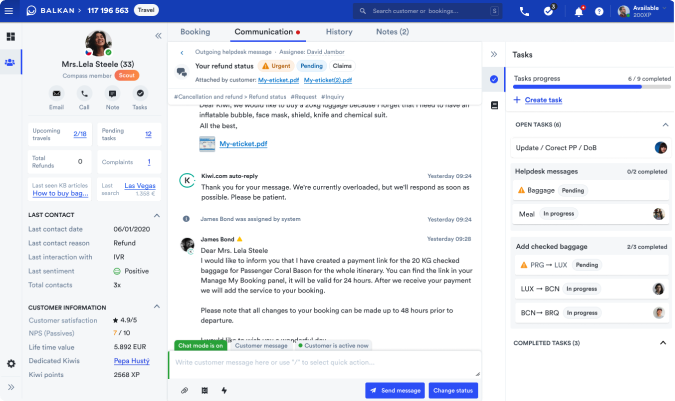 BALKAN > 117 196 563 Travel
Search customer or bookings...
S
3
Available
200XP
Mrs.Lela Steele (33)
Compass member Scout
Email Call Note Tasks
Upcoming travels 2/18
Pending tasks 12
Total Refunds 0
Complaints 1
Last seen KB articles
How to buy bag...
Last search Las Vegas
1,358 €
LAST CONTACT
Last contact date 06/01/2020
Last contact reason Refund
Last interaction with IVR
Last sentiment Positive
Total contacts 3x
CUSTOMER INFORMATION
Customer satisfaction ★ 4.9/5
NPS (Passives) 7 / 10
Life time value 5.892 EUR
Dedicated Kiwis Pepa Hustý
Kiwi points 2568 XP
Booking Communication History Notes (2)
Outgoing helpdesk message · Assignee: David Jambor
Your refund status Urgent Pending Claims
Attached by customer: My-eticket.pdf My-eticket(2).pdf
#Cancellation and refund > Refund status #Request #Inquiry
Dear Kiwi, we would like to buy a 20kg luggage because I forget that I need to have an
inflatable bubble, face mask, shield, knife and chemical suit.
All the best,
My-eticket.pdf
Kiwi.com auto-reply Yesterday 09:24
Thank you for your message. We're currently overloaded, but we'll respond as soon as
possible. Please be patient.
James Bond was assigned by system Yesterday 09:24
James Bond Yesterday 09:28
Dear Mrs. Lela Steele
I would like to inform you that I have created a payment link for the 20 KG checked
baggage for Passenger Coral Bason for the whole itinerary. You can find the link in your
Manage My Booking panel, it will be valid for 24 hours. After we receive your payment
we will add the service to your booking.
Please note that all changes to your booking can be made up to 48 hours prior to
departure.
I would like to wish you a wonderful day
Chat mode is on Customer message Customer is active now
Write customer message here or use "/" to select quick action...
Send message Change status
Tasks
Tasks progress 6 / 9 completed
+ Create task
OPEN TASKS (6)
Update / Corect PP / DoB
Helpdesk messages 0/2 completed
Baggage Pending
Meal In progress
Add checked baggage 2/3 completed
PRG → LUX Pending
LUX → BCN In progress
BCN→ BRQ In progress
COMPLETED TASKS (3)